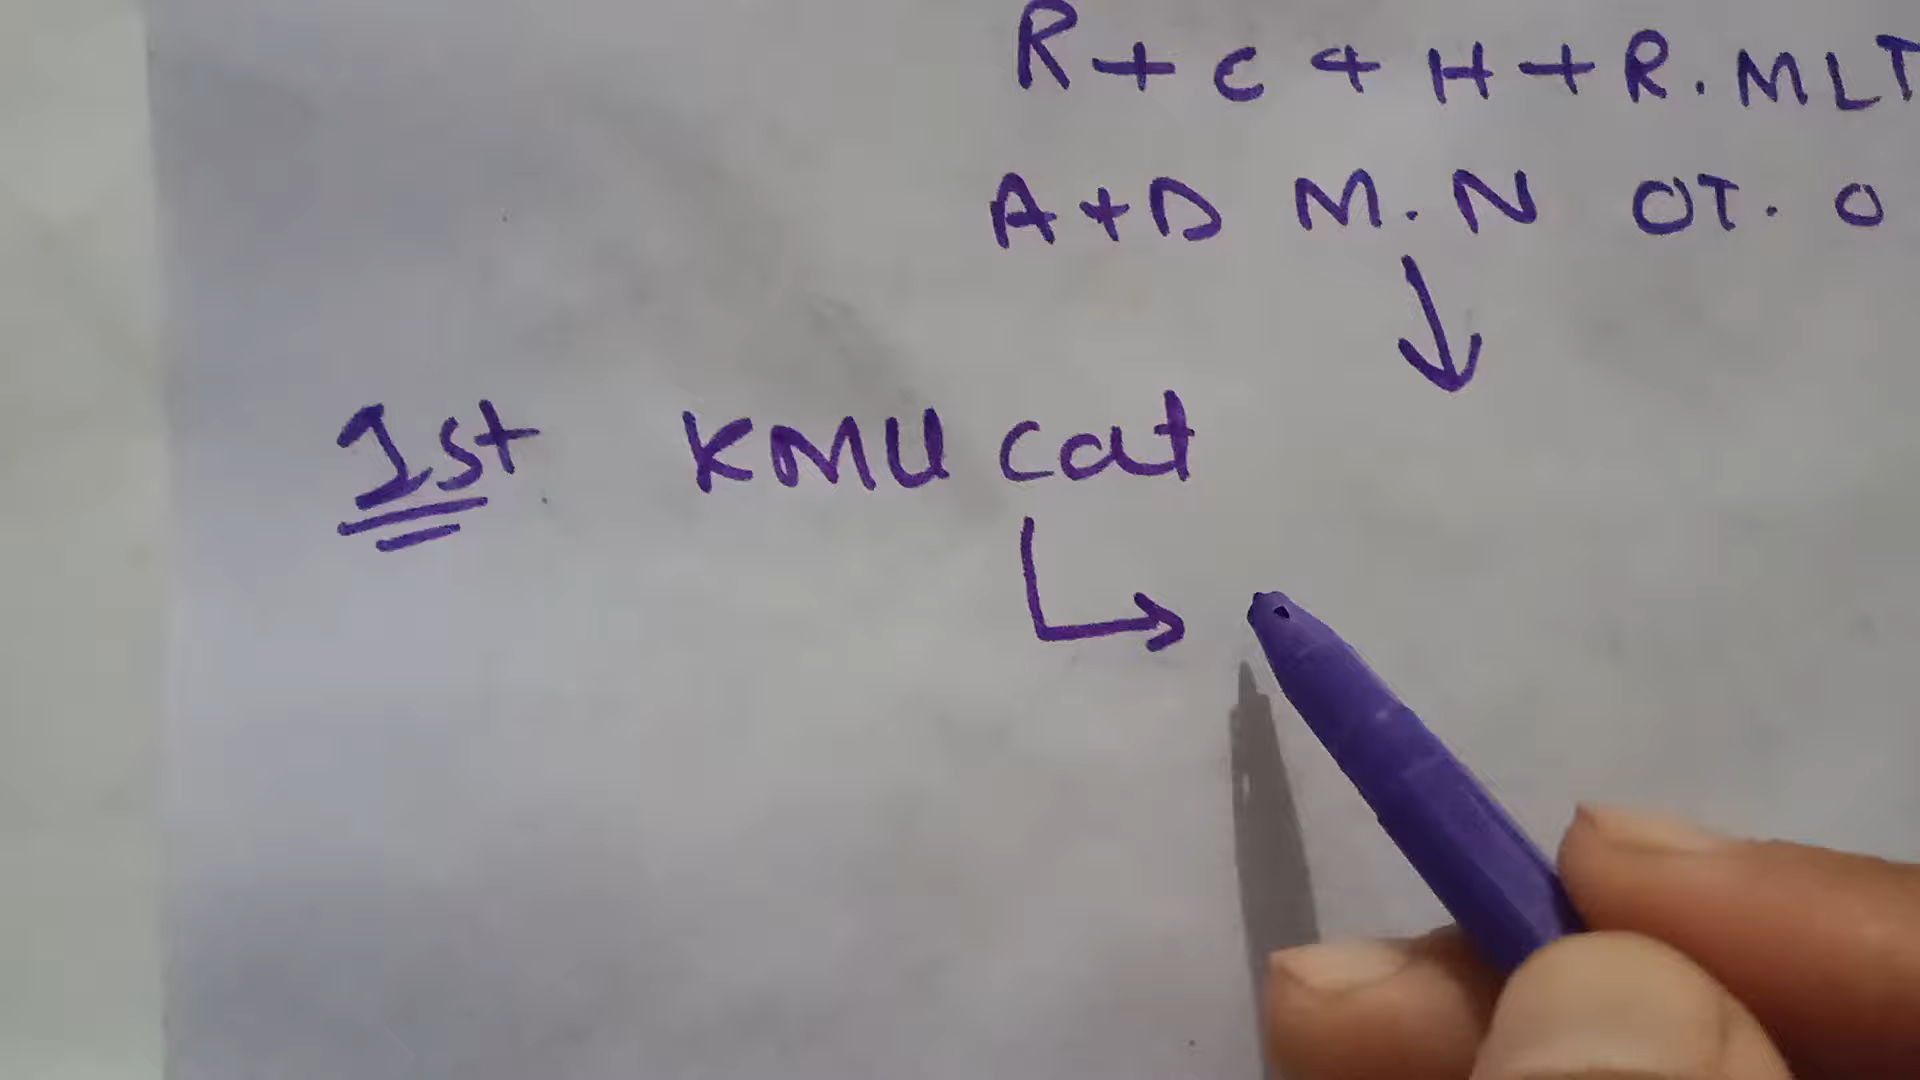 R + C + H + R. MLT
A + D M. N OT. O
1st KMU cat